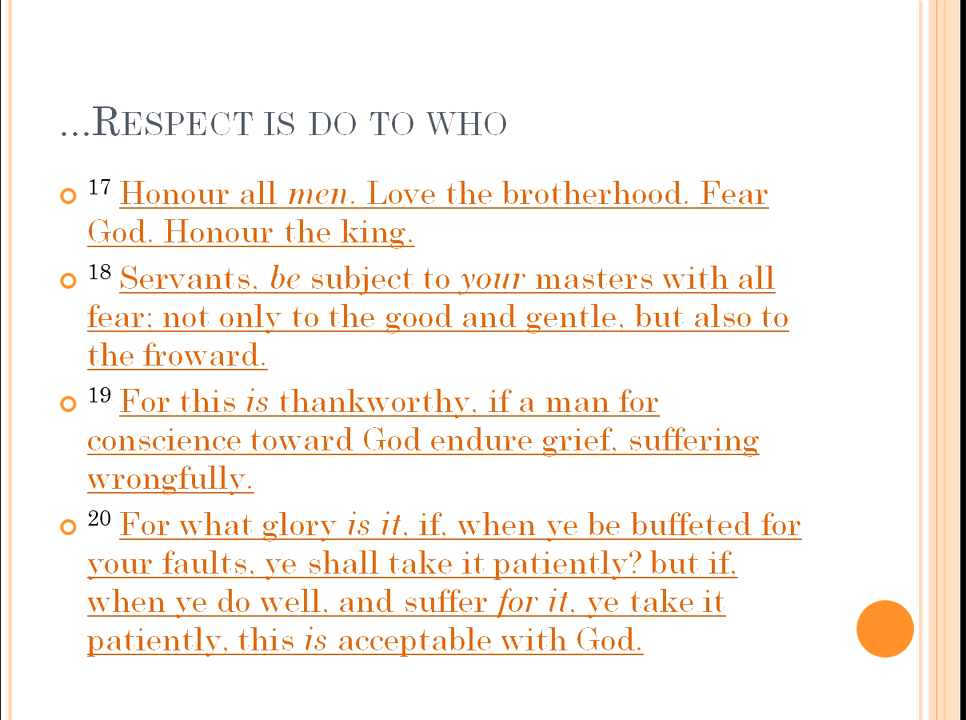 ...Respect is do to who
17 Honour all men. Love the brotherhood. Fear
God. Honour the king.
18 Servants, be subject to your masters with all
fear; not only to the good and gentle, but also to
the froward.
19 For this is thankworthy, if a man for
conscience toward God endure grief, suffering
wrongfully.
20 For what glory is it, if, when ye be buffeted for
your faults, ye shall take it patiently? but if,
when ye do well, and suffer for it, ye take it
patiently, this is acceptable with God.